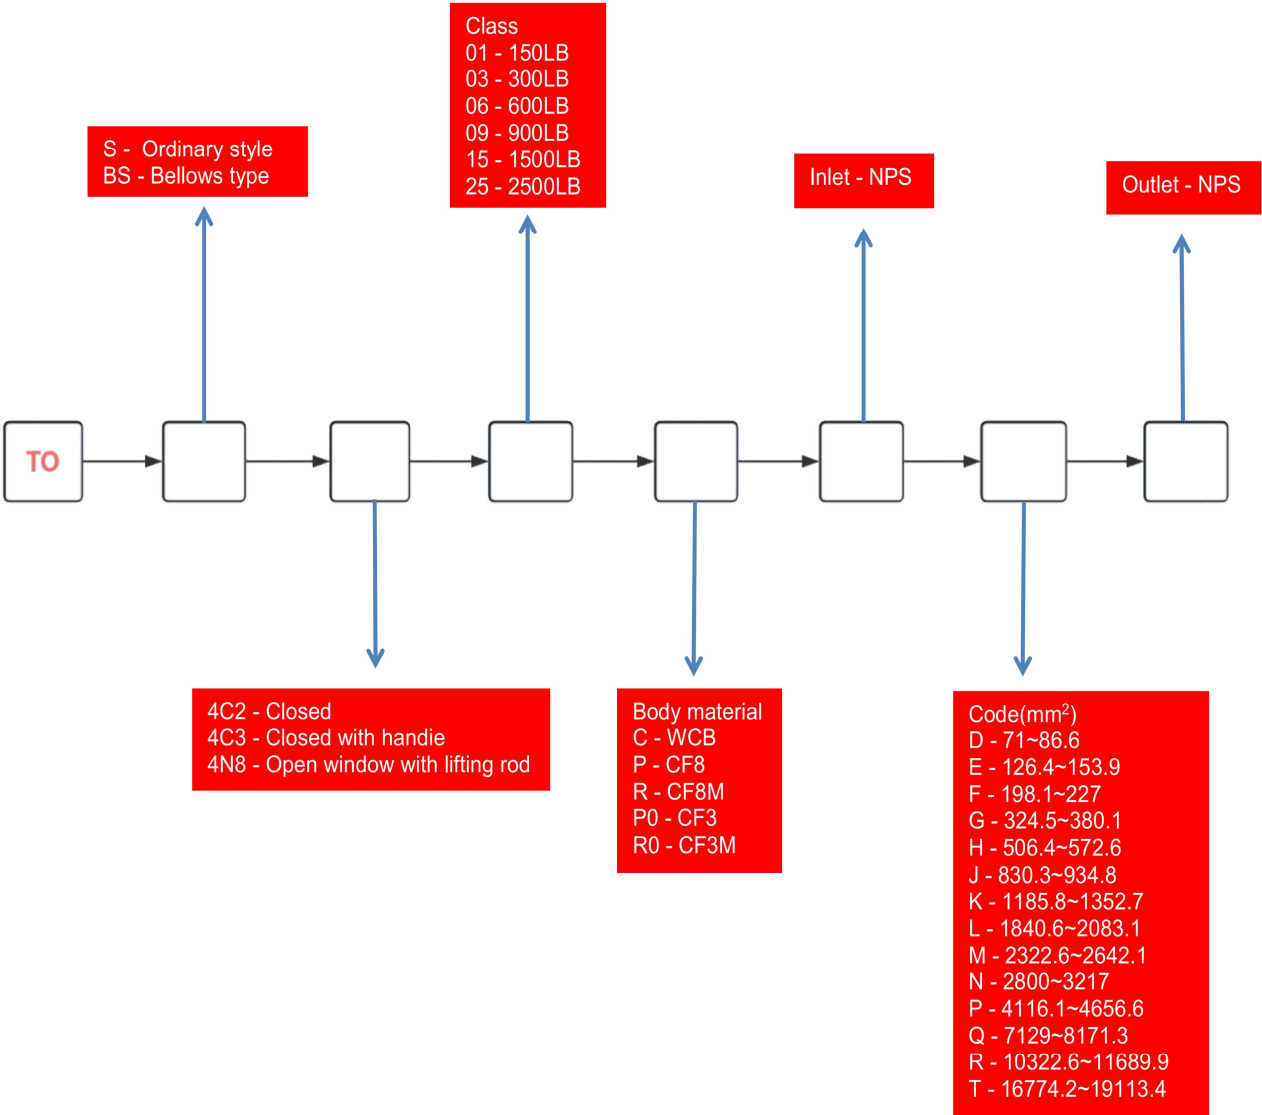 Class
01 - 150LB
03 - 300LB
06 - 600LB
09 - 900LB
15 - 1500LB
25 - 2500LB
S - Ordinary style
BS - Bellows type
Inlet - NPS
Outlet - NPS
TO
4C2 - Closed
4C3 - Closed with handie
4N8 - Open window with lifting rod
Body material
C - WCB
P - CF8
R - CF8M
P0 - CF3
R0 - CF3M
Code(mm²)
D - 71~86.6
E - 126.4~153.9
F - 198.1~227
G - 324.5~380.1
H - 506.4~572.6
J - 830.3~934.8
K - 1185.8~1352.7
L - 1840.6~2083.1
M - 2322.6~2642.1
N - 2800~3217
P - 4116.1~4656.6
Q - 7129~8171.3
R - 10322.6~11689.9
T - 16774.2~19113.4